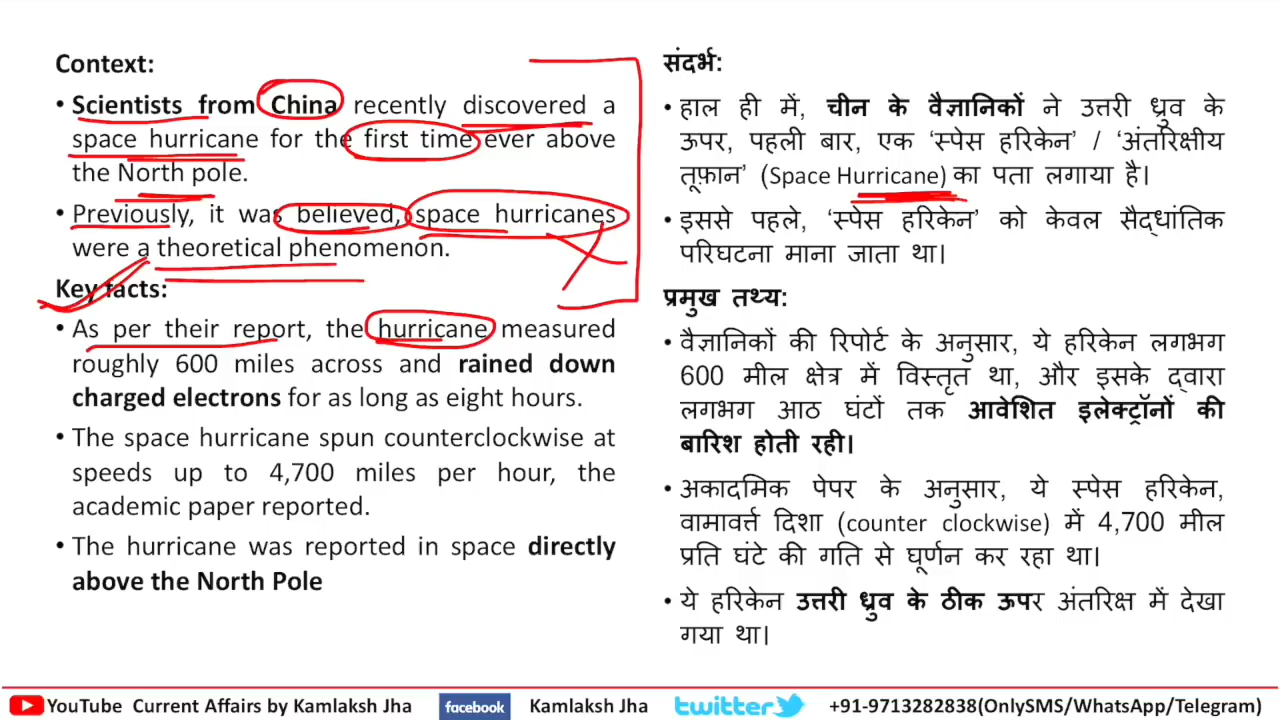 Context:
• Scientists from China recently discovered a
space hurricane for the first time ever above
the North pole.
• Previously, it was believed, space hurricanes
were a theoretical phenomenon.
Key facts:
• As per their report, the hurricane measured
roughly 600 miles across and rained down
charged electrons for as long as eight hours.
• The space hurricane spun counterclockwise at
speeds up to 4,700 miles per hour, the
academic paper reported.
• The hurricane was reported in space directly
above the North Pole
संदर्भ:
• हाल ही में, चीन के वैज्ञानिकों ने उत्तरी ध्रुव के
ऊपर, पहली बार, एक ‘स्पेस हरिकेन’ / ‘अंतरिक्षीय
तूफ़ान’ (Space Hurricane) का पता लगाया है।
• इससे पहले, ‘स्पेस हरिकेन’ को केवल सैद्धांतिक
परिघटना माना जाता था।
प्रमुख तथ्य:
• वैज्ञानिकों की रिपोर्ट के अनुसार, ये हरिकेन लगभग
600 मील क्षेत्र में विस्तृत था, और इसके द्वारा
लगभग आठ घंटों तक आवेशित इलेक्ट्रॉनों की
बारिश होती रही।
• अकादमिक पेपर के अनुसार, ये स्पेस हरिकेन,
वामावर्त्त दिशा (counter clockwise) में 4,700 मील
प्रति घंटे की गति से घूर्णन कर रहा था।
• ये हरिकेन उत्तरी ध्रुव के ठीक ऊपर अंतरिक्ष में देखा
गया था।
YouTube Current Affairs by Kamlaksh Jha facebook Kamlaksh Jha twitter +91-9713282838(OnlySMS/WhatsApp/Telegram)